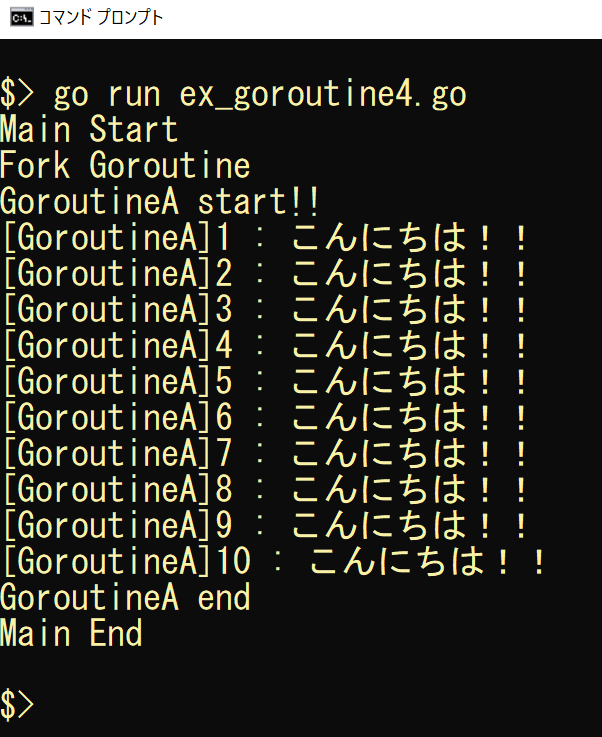 コマンド プロンプト
$> go run ex_goroutine4.go
Main Start
Fork Goroutine
GoroutineA start!!
[GoroutineA]1 : こんにちは！！
[GoroutineA]2 : こんにちは！！
[GoroutineA]3 : こんにちは！！
[GoroutineA]4 : こんにちは！！
[GoroutineA]5 : こんにちは！！
[GoroutineA]6 : こんにちは！！
[GoroutineA]7 : こんにちは！！
[GoroutineA]8 : こんにちは！！
[GoroutineA]9 : こんにちは！！
[GoroutineA]10 : こんにちは！！
GoroutineA end
Main End
$>